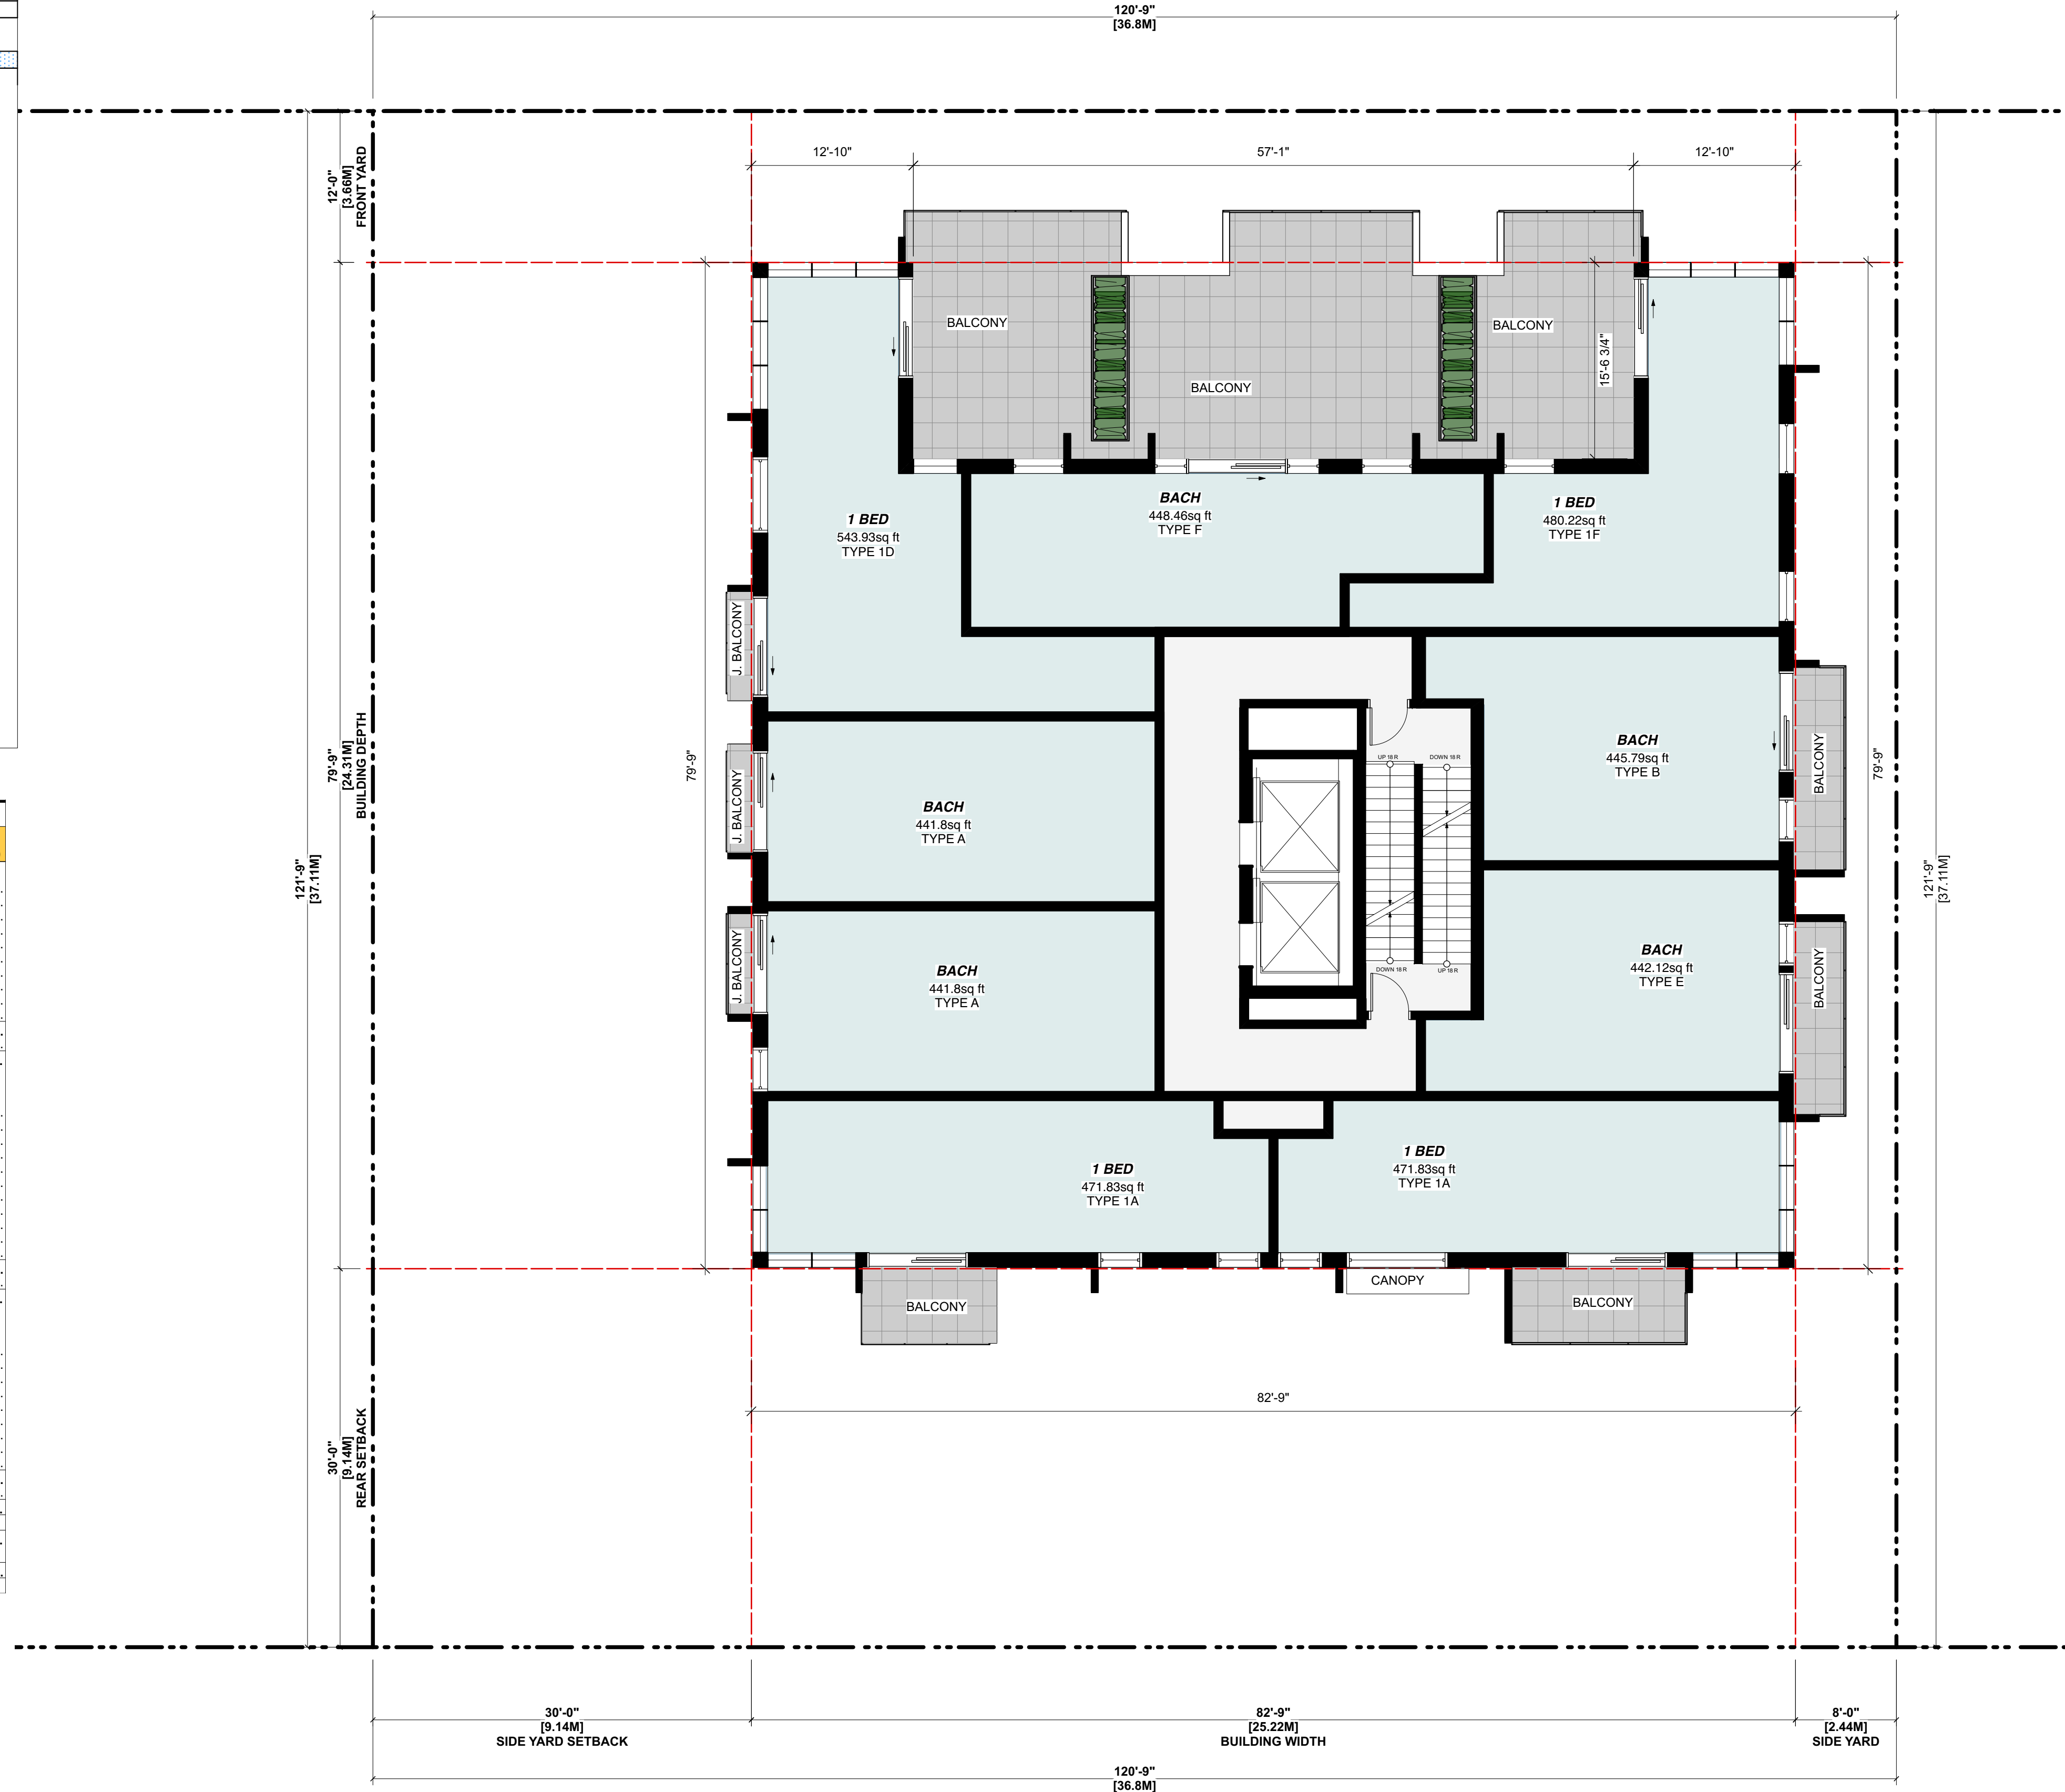 120'-9"
[36.8M]
12'-10"
57'-1"
12'-10"
12'-0"
[3.66M]
FRONT YARD
BALCONY
BALCONY
BALCONY
15'-6 3/4"
BACH
448.46sq ft
TYPE F
1 BED
480.22sq ft
TYPE 1F
1 BED
543.93sq ft
TYPE 1D
J. BALCONY
79'-9"
[24.31M]
BUILDING DEPTH
79'-9"
BACH
445.79sq ft
TYPE B
BALCONY
79'-9"
UP 18 R
DOWN 18 R
J. BALCONY
BACH
441.8sq ft
TYPE A
121'-9"
[37.11M]
121'-9"
[37.11M]
J. BALCONY
BACH
441.8sq ft
TYPE A
DOWN 18 R
UP 18 R
BACH
442.12sq ft
TYPE E
BALCONY
1 BED
471.83sq ft
TYPE 1A
1 BED
471.83sq ft
TYPE 1A
CANOPY
BALCONY
BALCONY
82'-9"
30'-0"
[9.14M]
REAR SETBACK
30'-0"
[9.14M]
SIDE YARD SETBACK
82'-9"
[25.22M]
BUILDING WIDTH
8'-0"
[2.44M]
SIDE YARD
120'-9"
[36.8M]